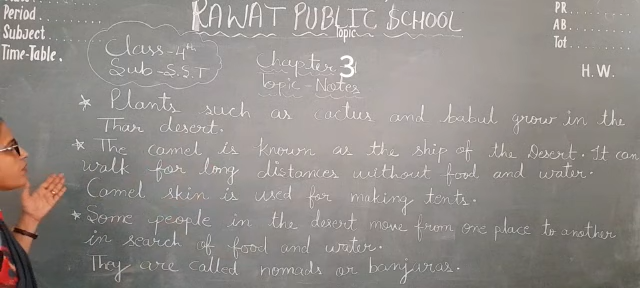 RAWAT PUBLIC SCHOOL
Period
Subject
Time-Table.
Topic
PR
AB
Tot
H.W.
Class-4th
Sub-S.S.T
Chapter 3
Topic-Notes
* Plants such as cactus and babul grow in the
Thar desert.
* The camel is known as the ship of the Desert. It can
walk for long distances without food and water.
Camel skin is used for making tents.
* Some people in the desert move from one place to another
in search of food and water.
They are called nomads or banjaras.